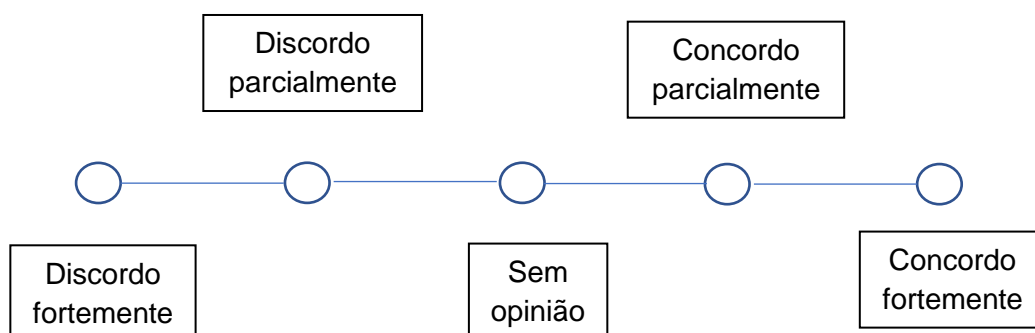 Discordo
parcialmente
Concordo
parcialmente
Discordo
fortemente
Sem
opinião
Concordo
fortemente